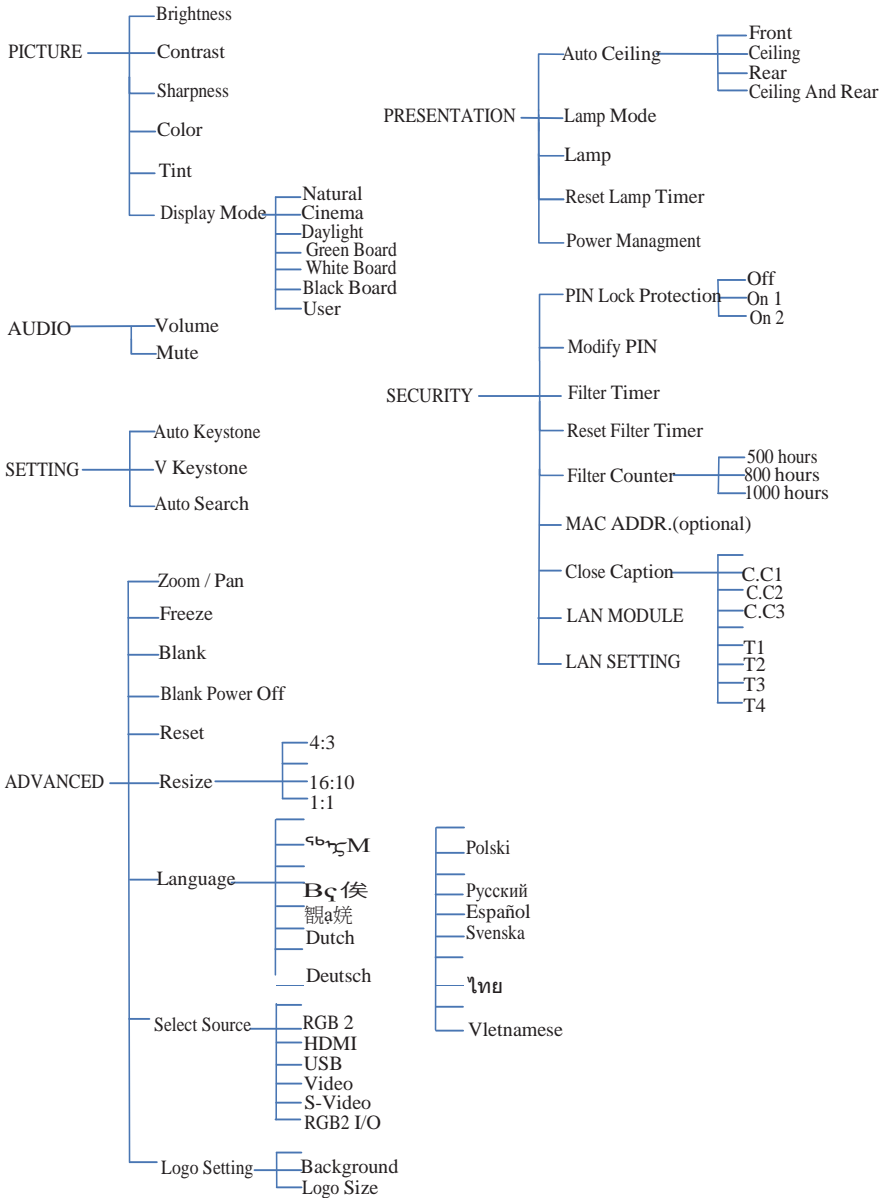 PICTURE
Brightness
Contrast
Sharpness
Color
Tint
Display Mode
Natural
Cinema
Daylight
Green Board
White Board
Black Board
User
AUDIO
Volume
Mute
SETTING
Auto Keystone
V Keystone
Auto Search
ADVANCED
Zoom / Pan
Freeze
Blank
Blank Power Off
Reset
Resize
4:3
16:10
1:1
Language
Dutch
Deutsch
Polski
Русский
Español
Svenska
ไทย
Vletnamese
Select Source
RGB 2
HDMI
USB
Video
S-Video
RGB2 I/O
Logo Setting
Background
Logo Size
PRESENTATION
Auto Ceiling
Front
Ceiling
Rear
Ceiling And Rear
Lamp Mode
Lamp
Reset Lamp Timer
Power Managment
SECURITY
PIN Lock Protection
Off
On 1
On 2
Modify PIN
Filter Timer
Reset Filter Timer
Filter Counter
500 hours
800 hours
1000 hours
MAC ADDR.(optional)
Close Caption
C.C1
C.C2
C.C3
T1
T2
T3
T4
LAN MODULE
LAN SETTING